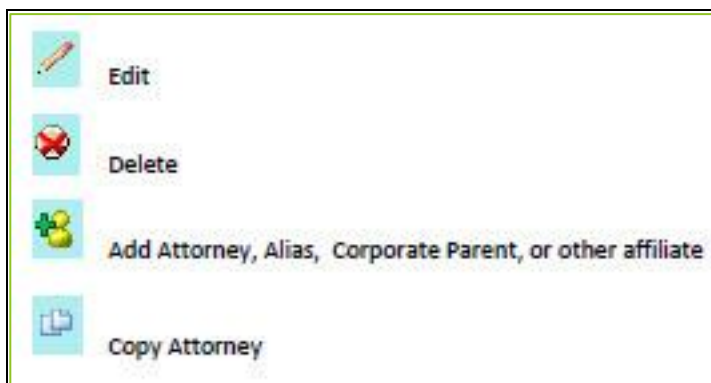 Edit
Delete
Add Attorney, Alias, Corporate Parent, or other affiliate
Copy Attorney